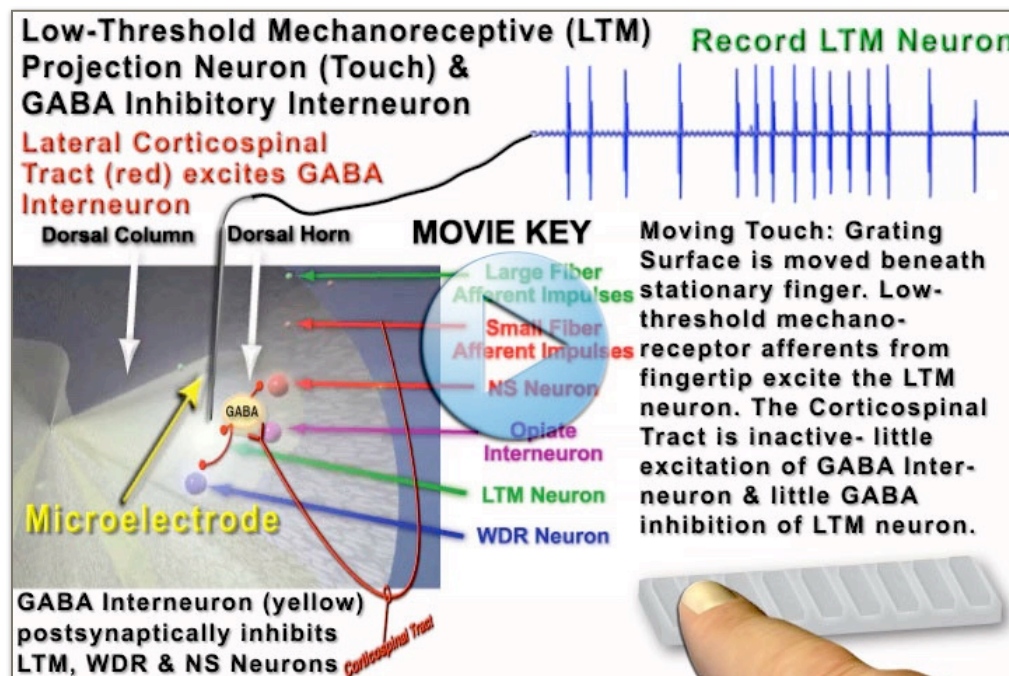 Low-Threshold Mechanoreceptive (LTM)
Projection Neuron (Touch) &
GABA Inhibitory Interneuron
Lateral Corticospinal
Tract (red) excites GABA
Interneuron
Record LTM Neuron
Dorsal Column
Dorsal Horn
MOVIE KEY
Large Fiber
Afferent Impulses
Small Fiber
Afferent Impulses
NS Neuron
GABA
Opiate
Interneuron
LTM Neuron
WDR Neuron
Microelectrode
Corticospinal Tract
Moving Touch: Grating
Surface is moved beneath
stationary finger. Low-
threshold mechano-
receptor afferents from
fingertip excite the LTM
neuron. The Corticospinal
Tract is inactive- little
excitation of GABA Inter-
neuron & little GABA
inhibition of LTM neuron.
GABA Interneuron (yellow)
postsynaptically inhibits
LTM, WDR & NS Neurons